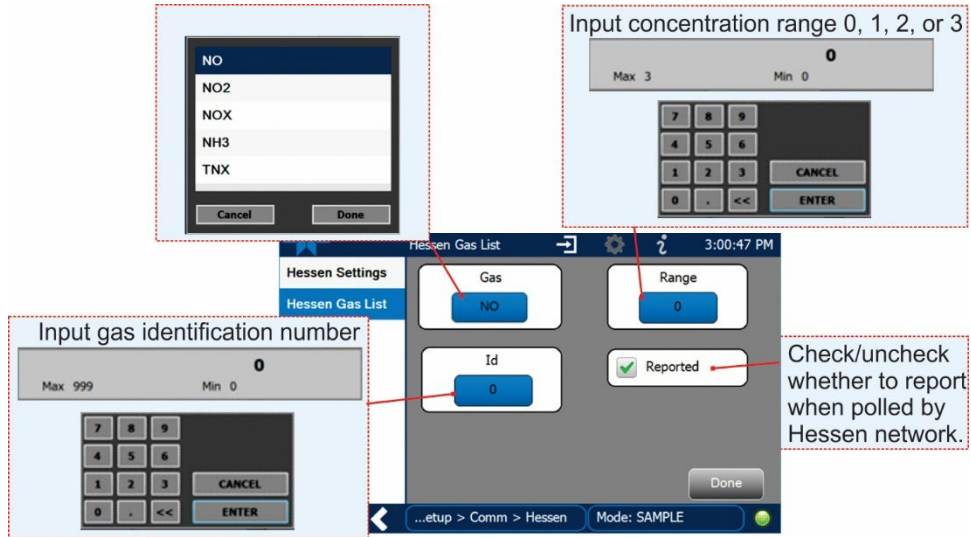 Input concentration range 0, 1, 2, or 3
0
Max 3 Min 0
7 8 9
4 5 6
1 2 3 CANCEL
0 . << ENTER
NO
NO2
NOX
NH3
TNX
Cancel Done
Hessen Gas List i 3:00:47 PM
Hessen Settings
Hessen Gas List
Gas
NO
Range
0
Id
0
Reported
Check/uncheck
whether to report
when polled by
Hessen network.
Input gas identification number
0
Max 999 Min 0
7 8 9
4 5 6
1 2 3 CANCEL
0 . << ENTER
Done
...etup > Comm > Hessen Mode: SAMPLE